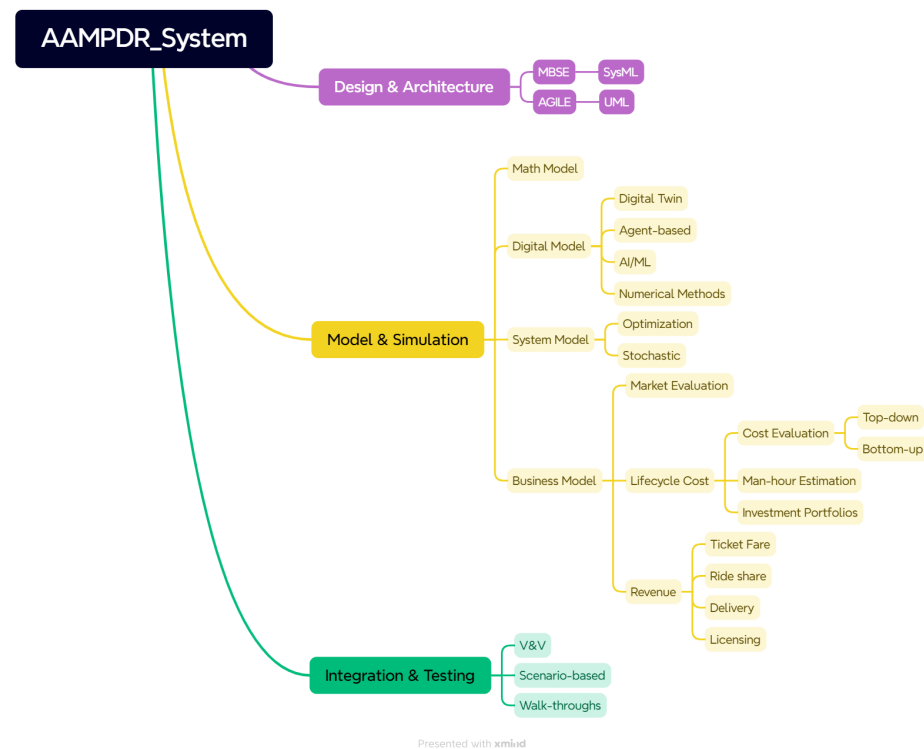 AAMPDR_System
Design & Architecture
MBSE
SysML
AGILE
UML
Model & Simulation
Math Model
Digital Model
Digital Twin
Agent-based
AI/ML
Numerical Methods
System Model
Optimization
Stochastic
Business Model
Market Evaluation
Lifecycle Cost
Cost Evaluation
Top-down
Bottom-up
Man-hour Estimation
Investment Portfolios
Revenue
Ticket Fare
Ride share
Delivery
Licensing
Integration & Testing
V&V
Scenario-based
Walk-throughs
Presented with xmind